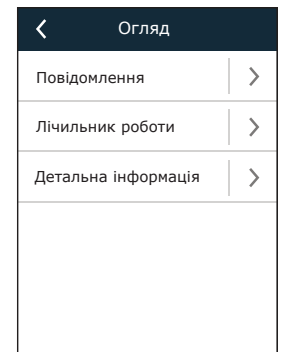 Огляд
Повідомлення
Лічильник роботи
Детальна інформація